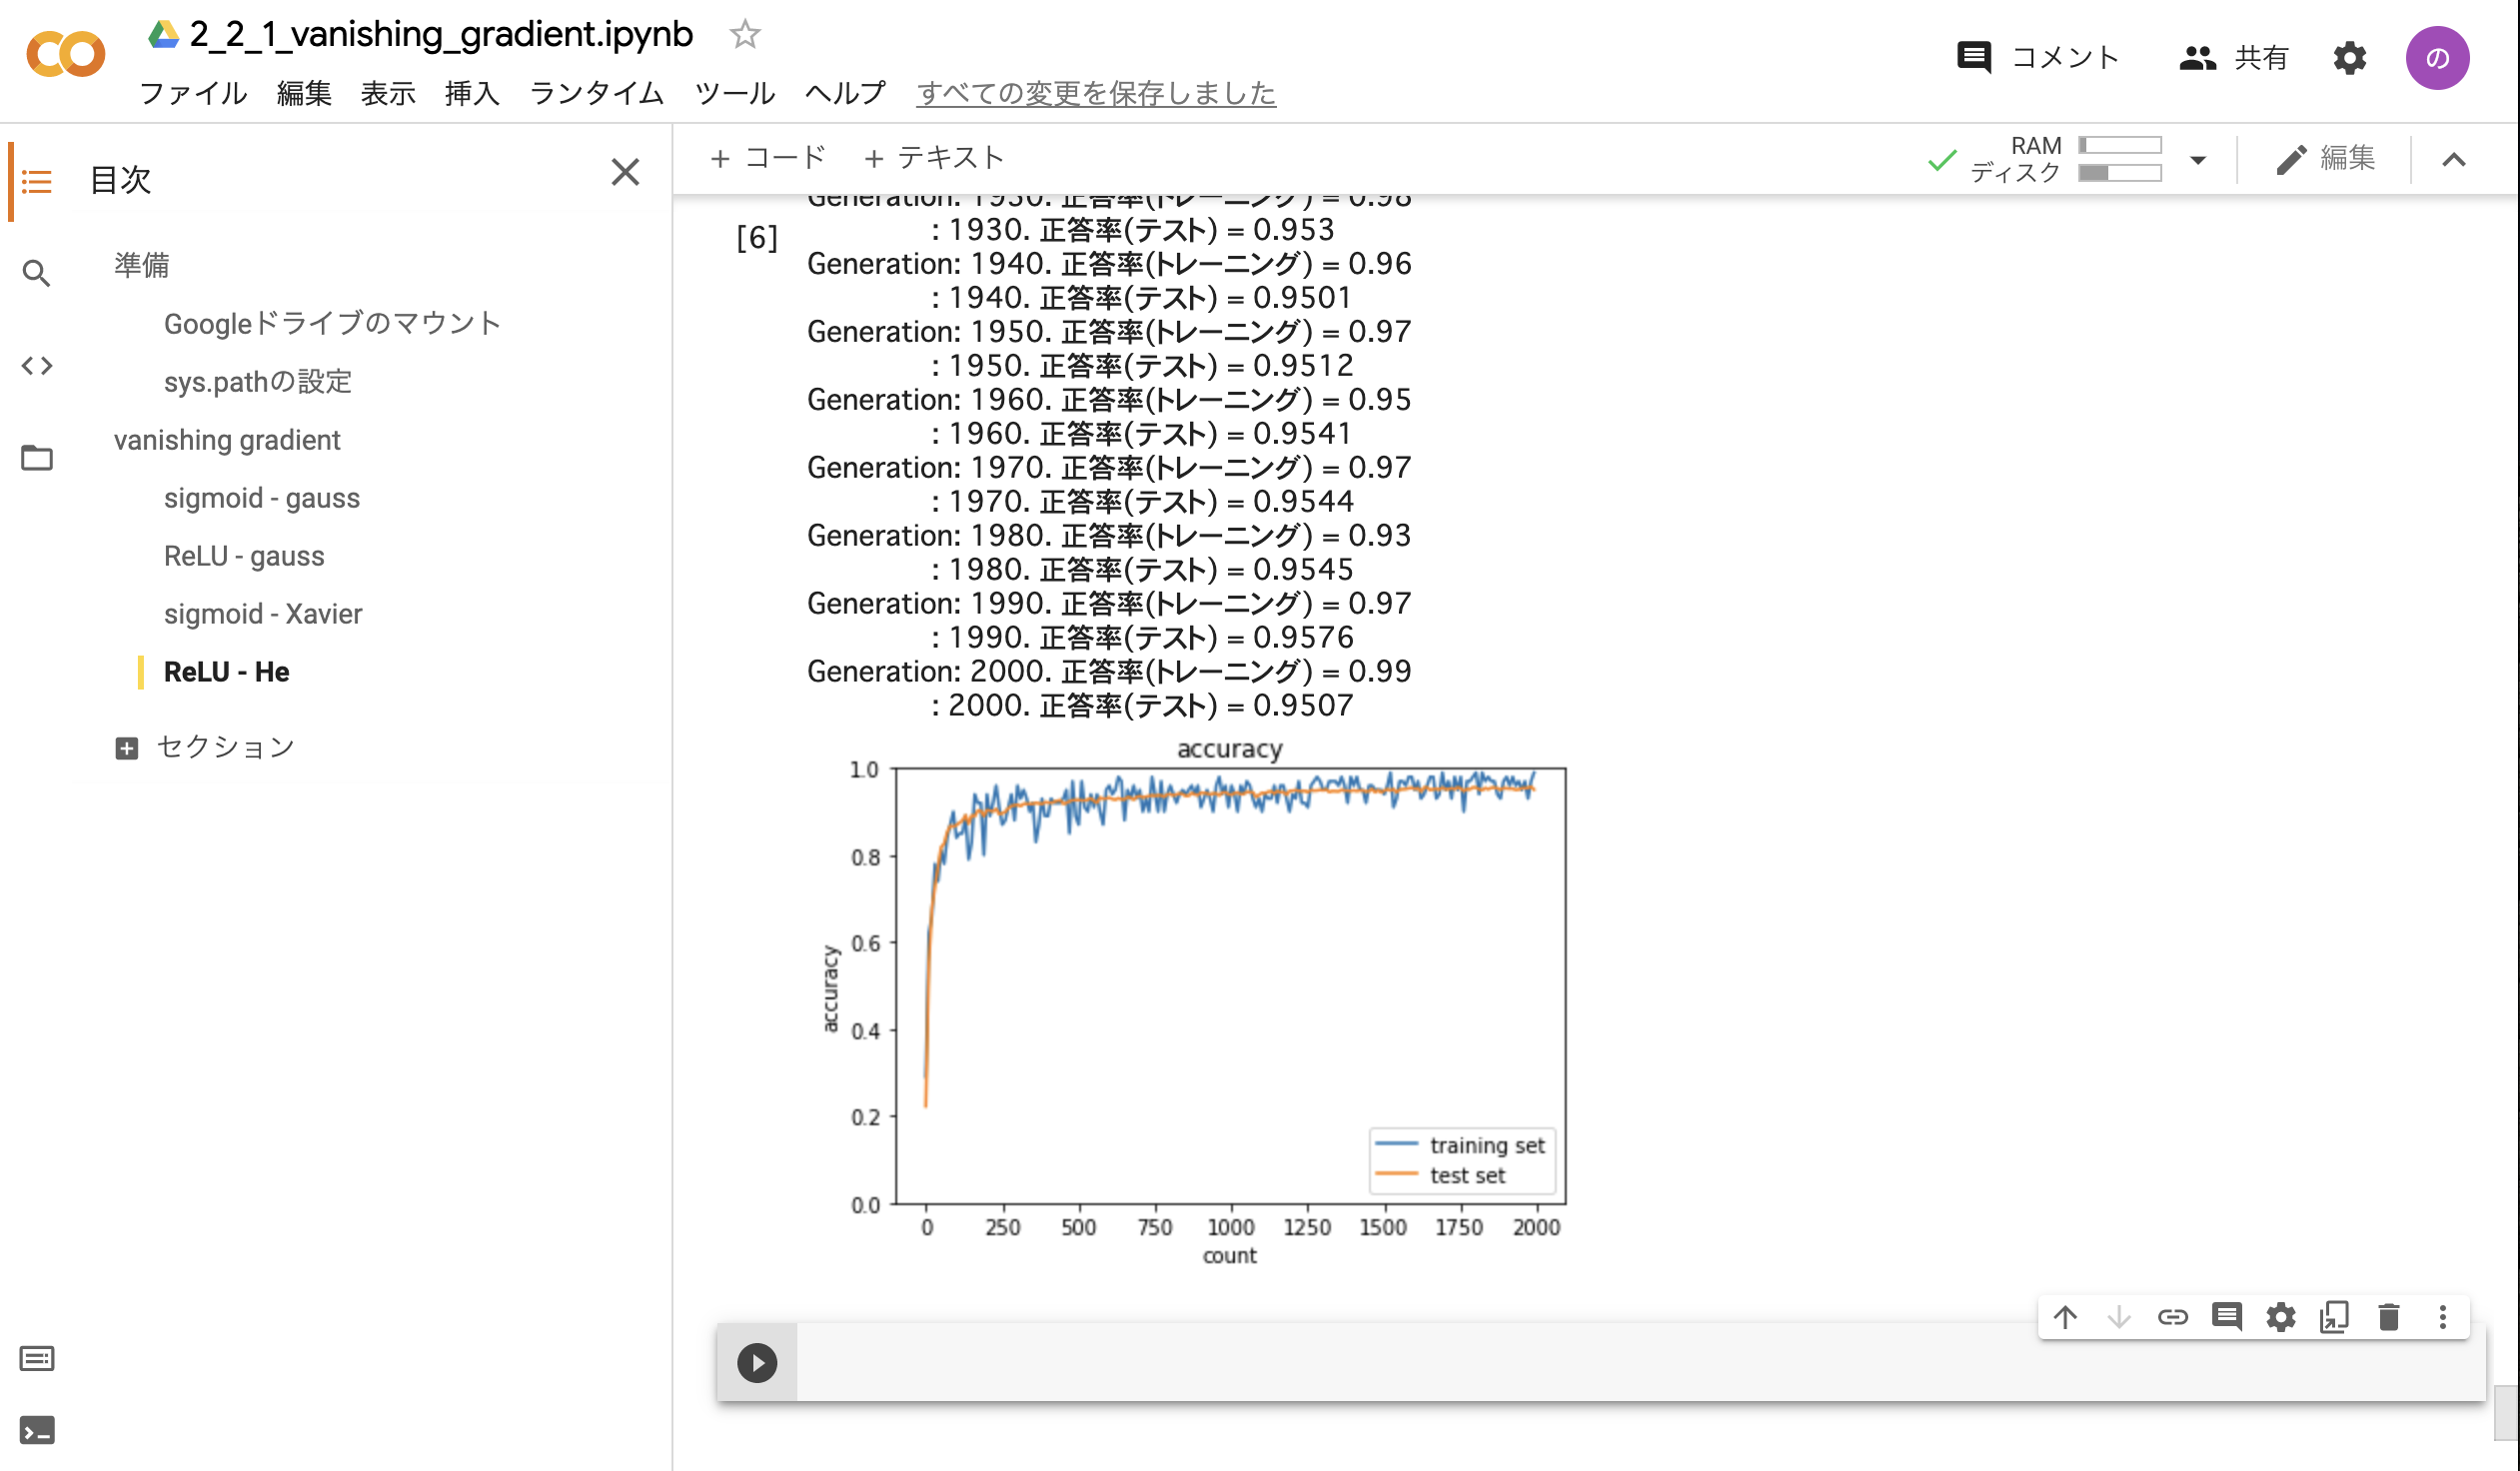 2_2_1_vanishing_gradient.ipynb
ファイル 編集 表示 挿入 ランタイム ツール ヘルプ すべての変更を保存しました
コメント 共有 の
目次
準備
Googleドライブのマウント
sys.pathの設定
vanishing gradient
sigmoid - gauss
ReLU - gauss
sigmoid - Xavier
ReLU - He
セクション
+ コード + テキスト
RAM
ディスク
編集
Generation: 1930. 正答率(トレーニング) = 0.98
[6]
: 1930. 正答率(テスト) = 0.953
Generation: 1940. 正答率(トレーニング) = 0.96
: 1940. 正答率(テスト) = 0.9501
Generation: 1950. 正答率(トレーニング) = 0.97
: 1950. 正答率(テスト) = 0.9512
Generation: 1960. 正答率(トレーニング) = 0.95
: 1960. 正答率(テスト) = 0.9541
Generation: 1970. 正答率(トレーニング) = 0.97
: 1970. 正答率(テスト) = 0.9544
Generation: 1980. 正答率(トレーニング) = 0.93
: 1980. 正答率(テスト) = 0.9545
Generation: 1990. 正答率(トレーニング) = 0.97
: 1990. 正答率(テスト) = 0.9576
Generation: 2000. 正答率(トレーニング) = 0.99
: 2000. 正答率(テスト) = 0.9507
accuracy
1.0
0.8
0.6
0.4
0.2
0.0
accuracy
training set
test set
0 250 500 750 1000 1250 1500 1750 2000
count